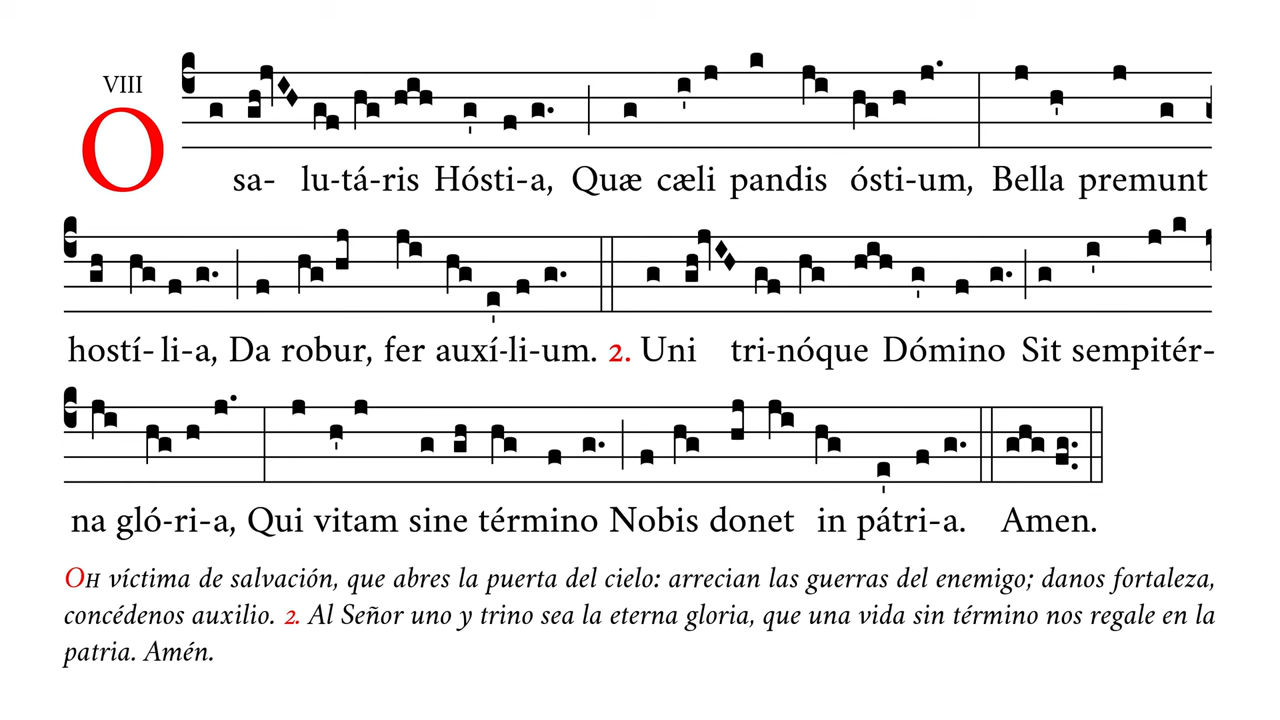 VIII
O sa- lu-tá-ris Hósti-a, Quæ cæli pandis ósti-um, Bella premunt
hostí-li-a, Da robur, fer auxí-li-um. 2. Uni tri-nóque Dómino Sit sempitér-
na gló-ri-a, Qui vitam sine término Nobis donet in pátri-a. Amen.
OH víctima de salvación, que abres la puerta del cielo: arrecian las guerras del enemigo; danos fortaleza,
concédenos auxilio. 2. Al Señor uno y trino sea la eterna gloria, que una vida sin término nos regale en la
patria. Amén.